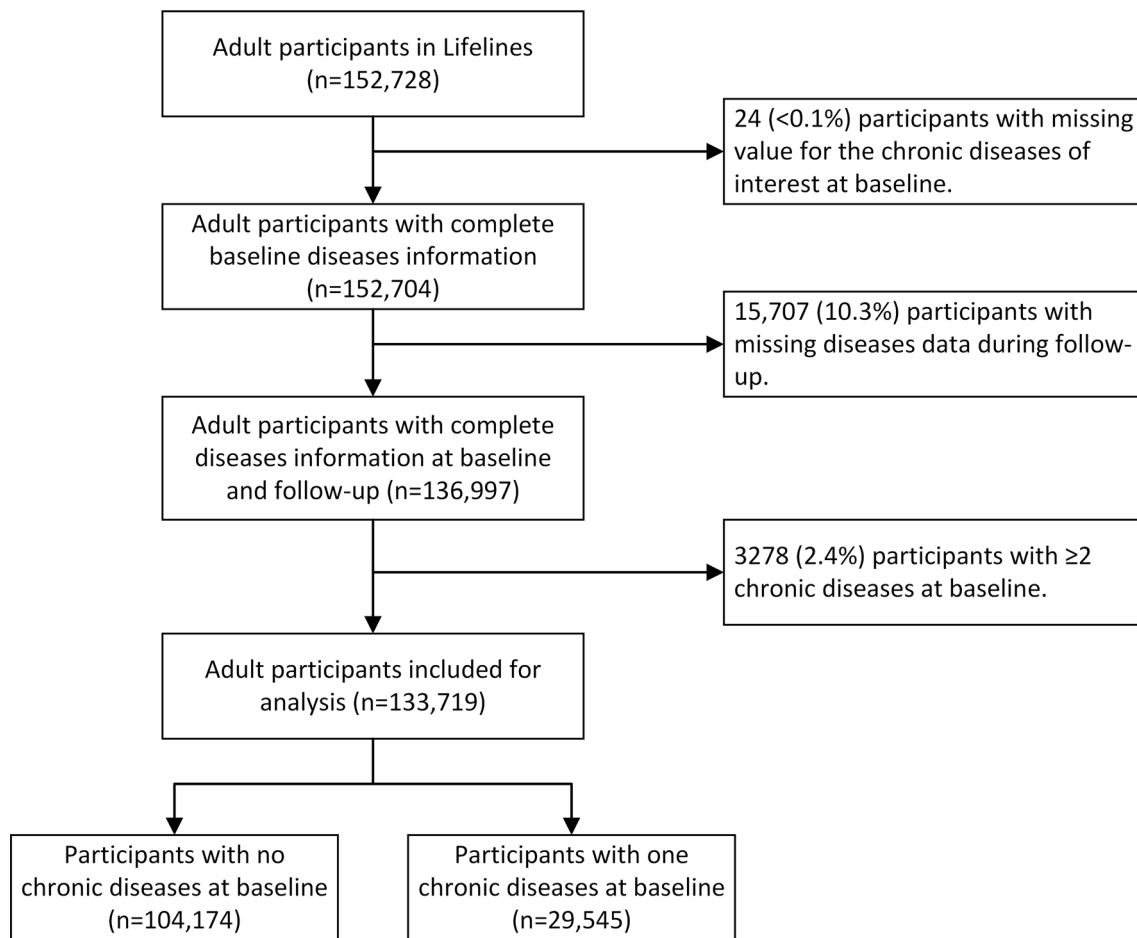 Adult participants in Lifelines
(n=152,728)
24 (<0.1%) participants with missing
value for the chronic diseases of
interest at baseline.
Adult participants with complete
baseline diseases information
(n=152,704)
15,707 (10.3%) participants with
missing diseases data during follow-
up.
Adult participants with complete
diseases information at baseline
and follow-up (n=136,997)
3278 (2.4%) participants with ≥2
chronic diseases at baseline.
Adult participants included for
analysis (n=133,719)
Participants with no
chronic diseases at baseline
(n=104,174)
Participants with one
chronic diseases at baseline
(n=29,545)